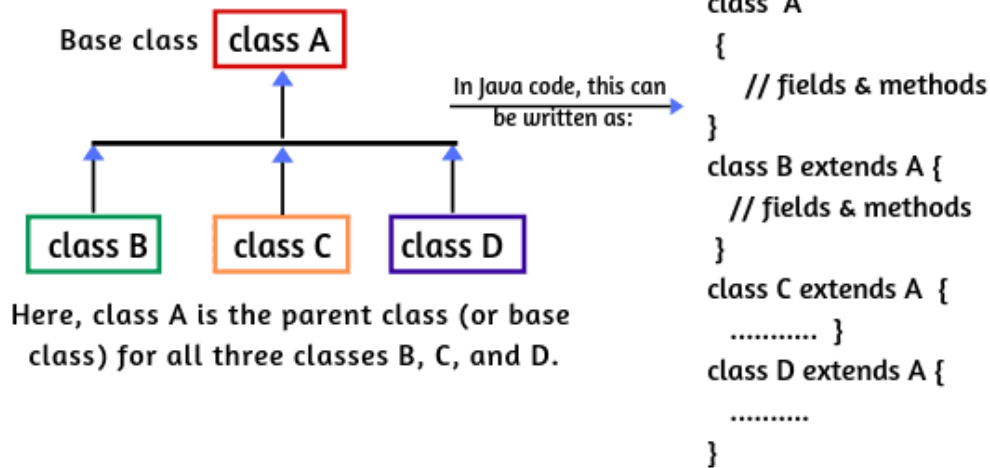 Base class
class A
class B
class C
class D
Here, class A is the parent class (or base
class) for all three classes B, C, and D.
In Java code, this can
be written as:
class A
{
// fields & methods
}
class B extends A {
// fields & methods
}
class C extends A {
........... }
class D extends A {
..........
}